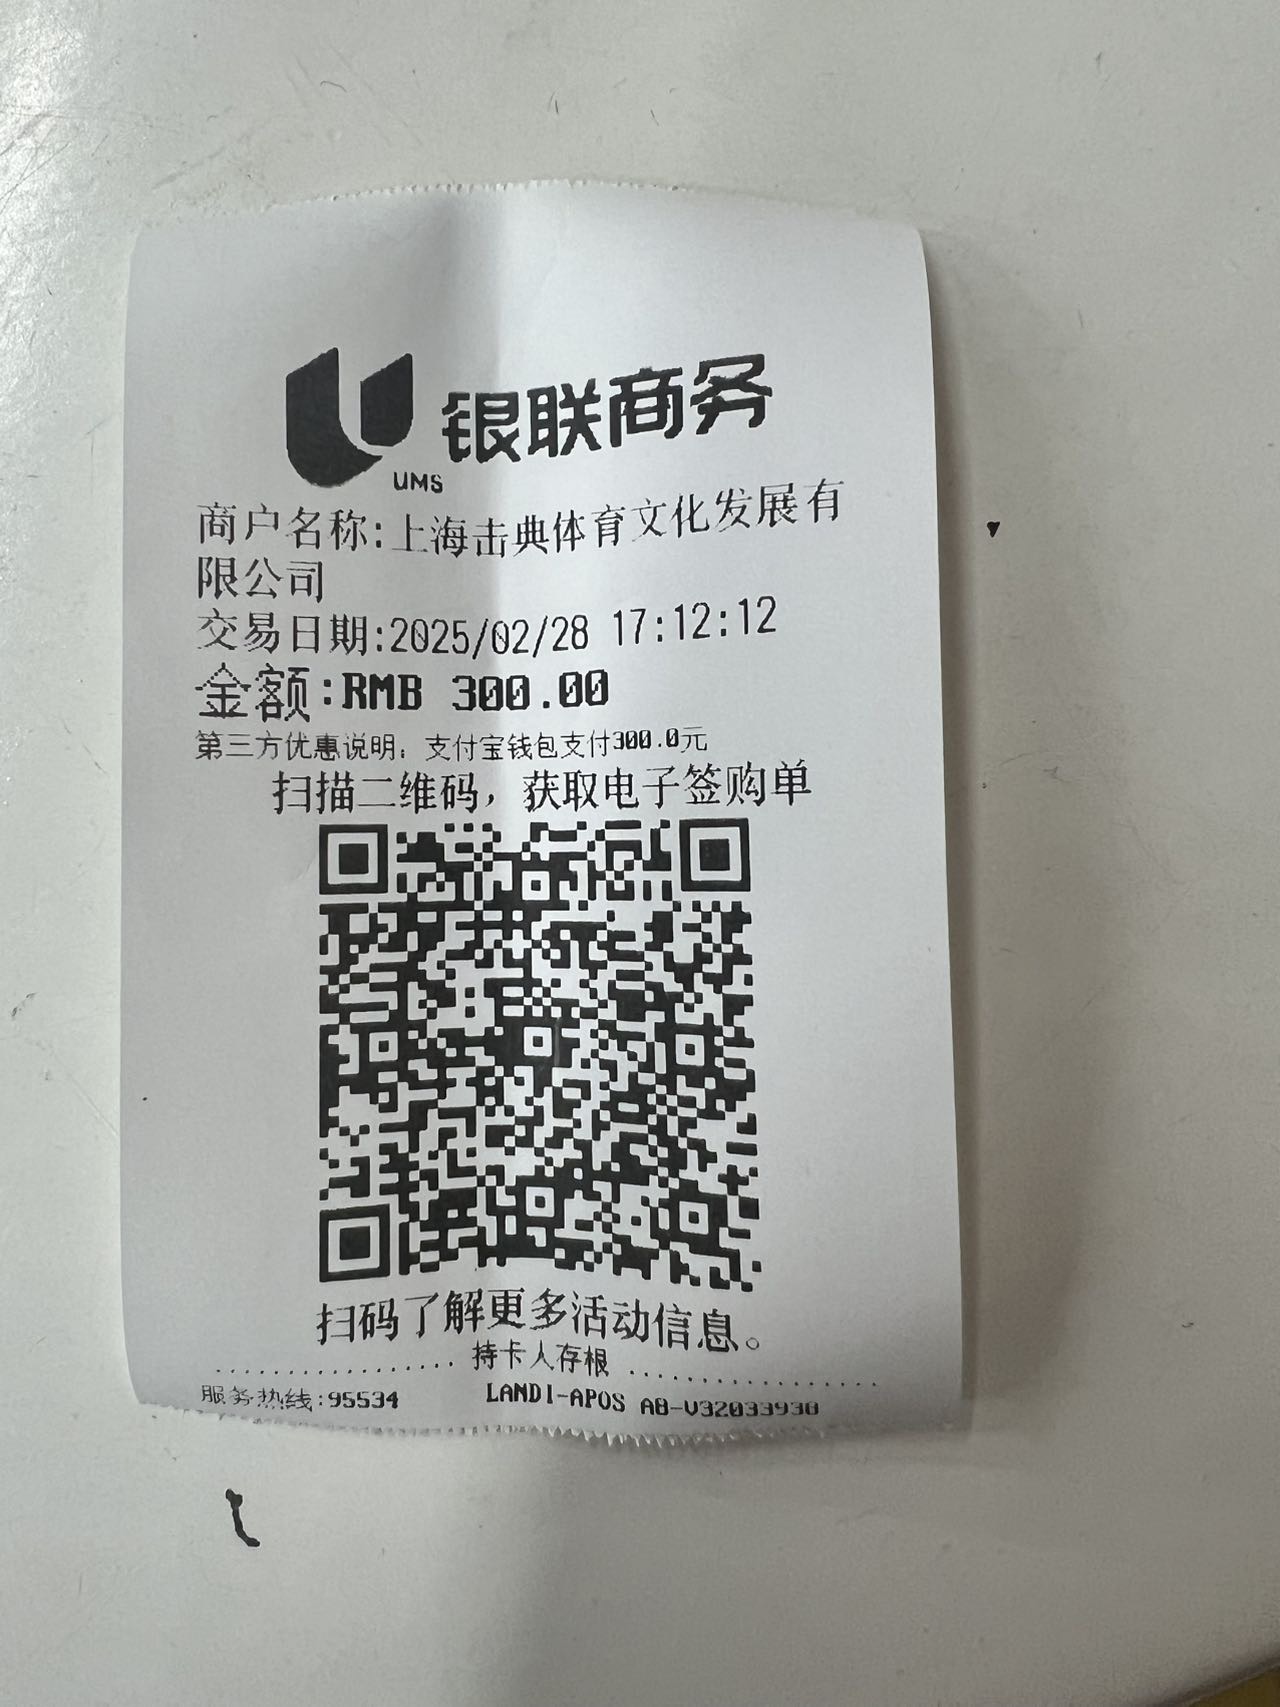 银联商务
UMS
商户名称:上海击典体育文化发展有
限公司
交易日期:2025/02/28 17:12:12
金额:RMB 300.00
第三方优惠说明：支付宝钱包支付300.0元
扫描二维码，获取电子签购单
扫码了解更多活动信息。
持卡人存根
服务热线:95534 LANDI-APOS A8-V32033938